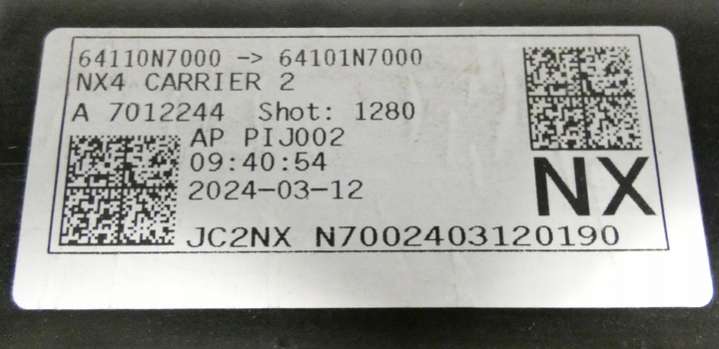 64110N7000 -> 64101N7000
NX4 CARRIER 2
A 7012244 Shot: 1280
AP PIJ002
09:40:54
2024-03-12
NX
JC2NX N7002403120190